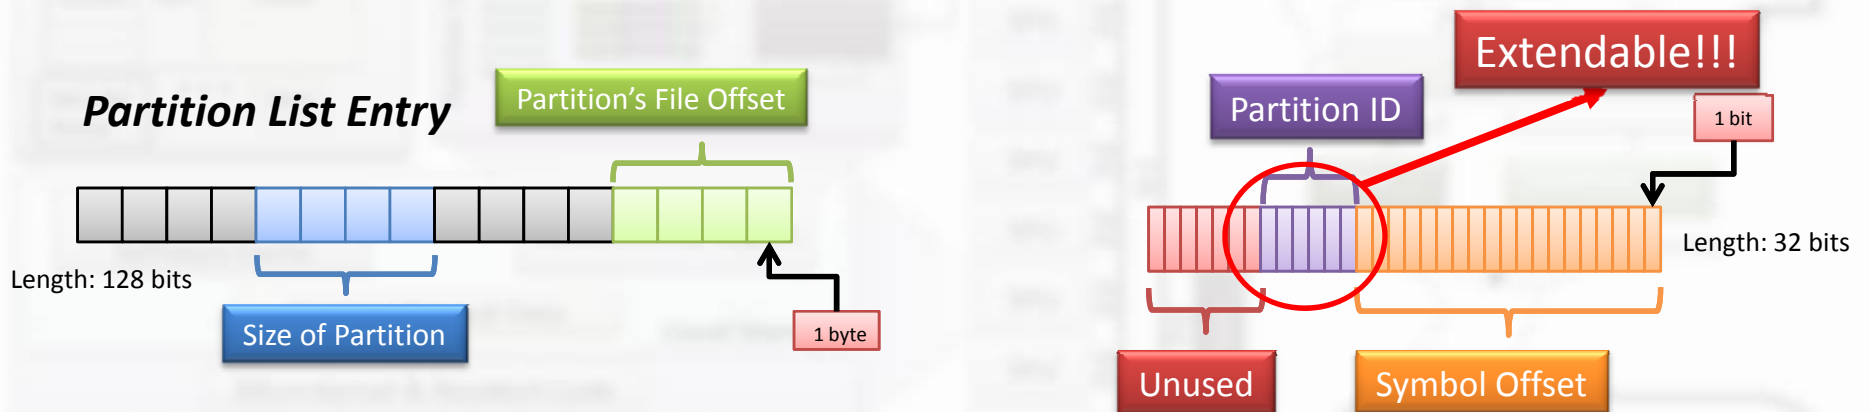 Partition List Entry
Partition's File Offset
Length: 128 bits
Size of Partition
1 byte
Extendable!!!
Partition ID
1 bit
Length: 32 bits
Unused
Symbol Offset